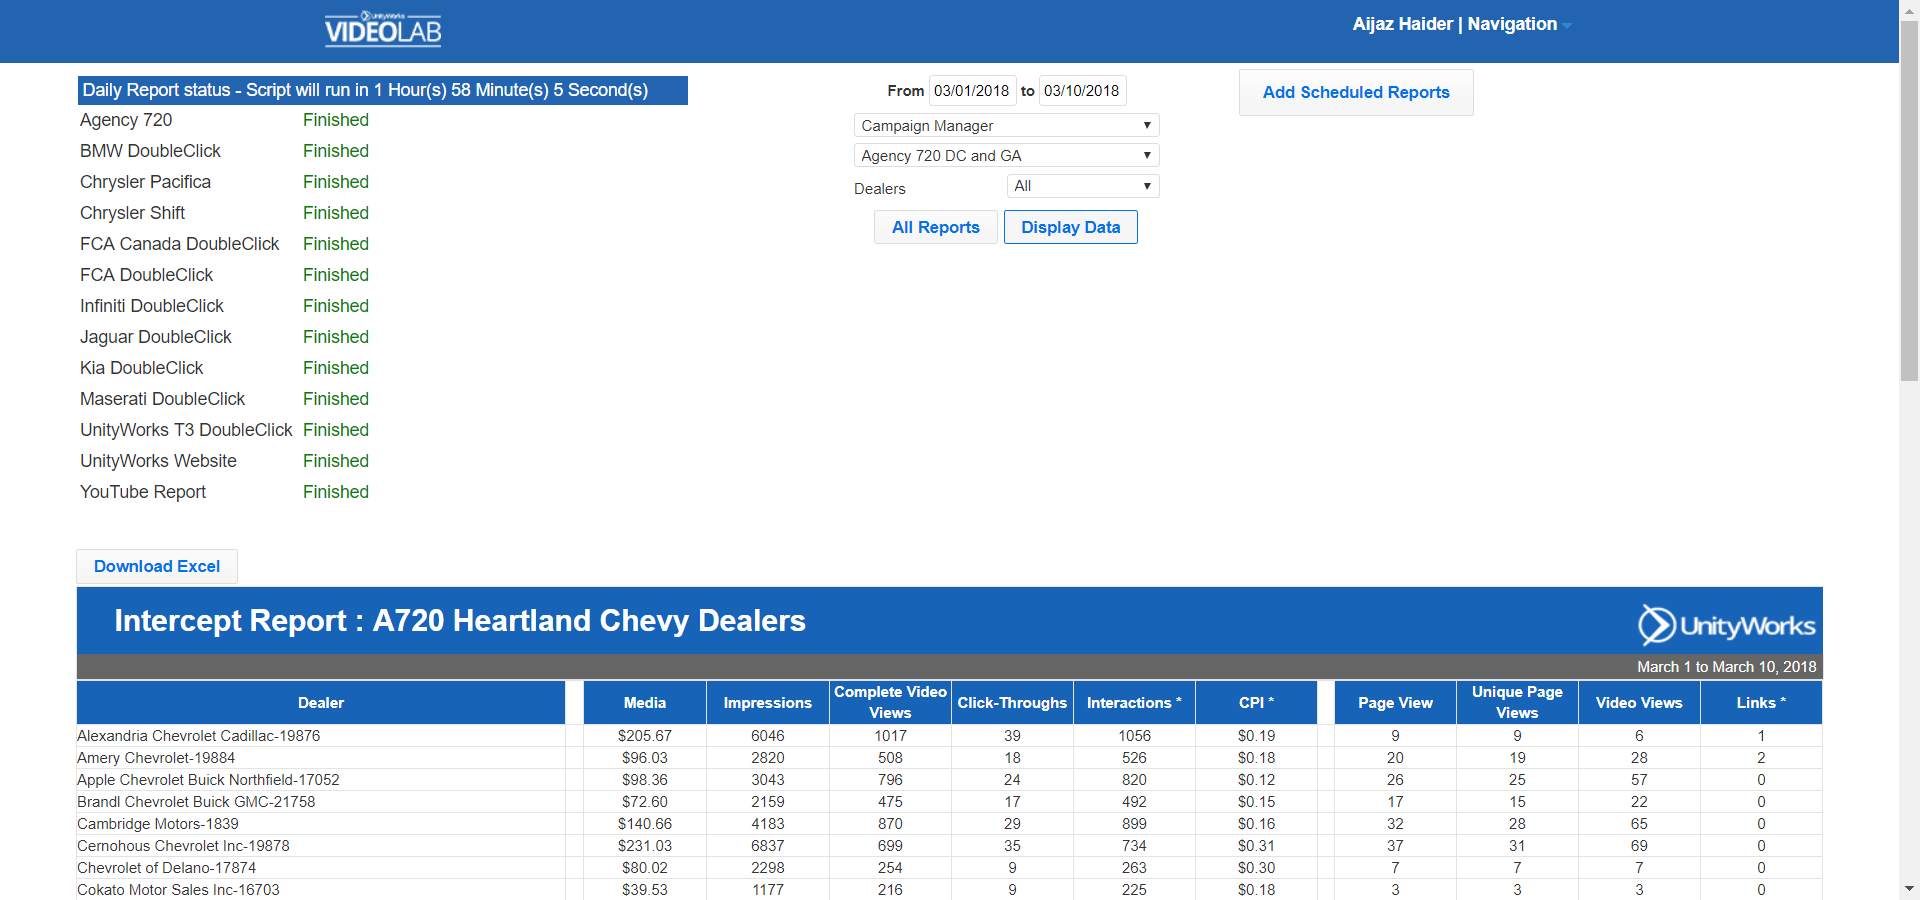 UnityWorks
VIDEOLAB
Aijaz Haider | Navigation
Daily Report status - Script will run in 1 Hour(s) 58 Minute(s) 5 Second(s)
Agency 720 Finished
BMW DoubleClick Finished
Chrysler Pacifica Finished
Chrysler Shift Finished
FCA Canada DoubleClick Finished
FCA DoubleClick Finished
Infiniti DoubleClick Finished
Jaguar DoubleClick Finished
Kia DoubleClick Finished
Maserati DoubleClick Finished
UnityWorks T3 DoubleClick Finished
UnityWorks Website Finished
YouTube Report Finished
From 03/01/2018 to 03/10/2018
Campaign Manager
Agency 720 DC and GA
Dealers All
All Reports Display Data
Add Scheduled Reports
Download Excel
Intercept Report : A720 Heartland Chevy Dealers
UnityWorks
March 1 to March 10, 2018
Dealer Media Impressions Complete Video Views Click-Throughs Interactions * CPI * Page View Unique Page Views Video Views Links *
Alexandria Chevrolet Cadillac-19876 $205.67 6046 1017 39 1056 $0.19 9 9 6 1
Amery Chevrolet-19884 $96.03 2820 508 18 526 $0.18 20 19 28 2
Apple Chevrolet Buick Northfield-17052 $98.36 3043 796 24 820 $0.12 26 25 57 0
Brandl Chevrolet Buick GMC-21758 $72.60 2159 475 17 492 $0.15 17 15 22 0
Cambridge Motors-1839 $140.66 4183 870 29 899 $0.16 32 28 65 0
Cernohous Chevrolet Inc-19878 $231.03 6837 699 35 734 $0.31 37 31 69 0
Chevrolet of Delano-17874 $80.02 2298 254 9 263 $0.30 7 7 7 0
Cokato Motor Sales Inc-16703 $39.53 1177 216 9 225 $0.18 3 3 3 0